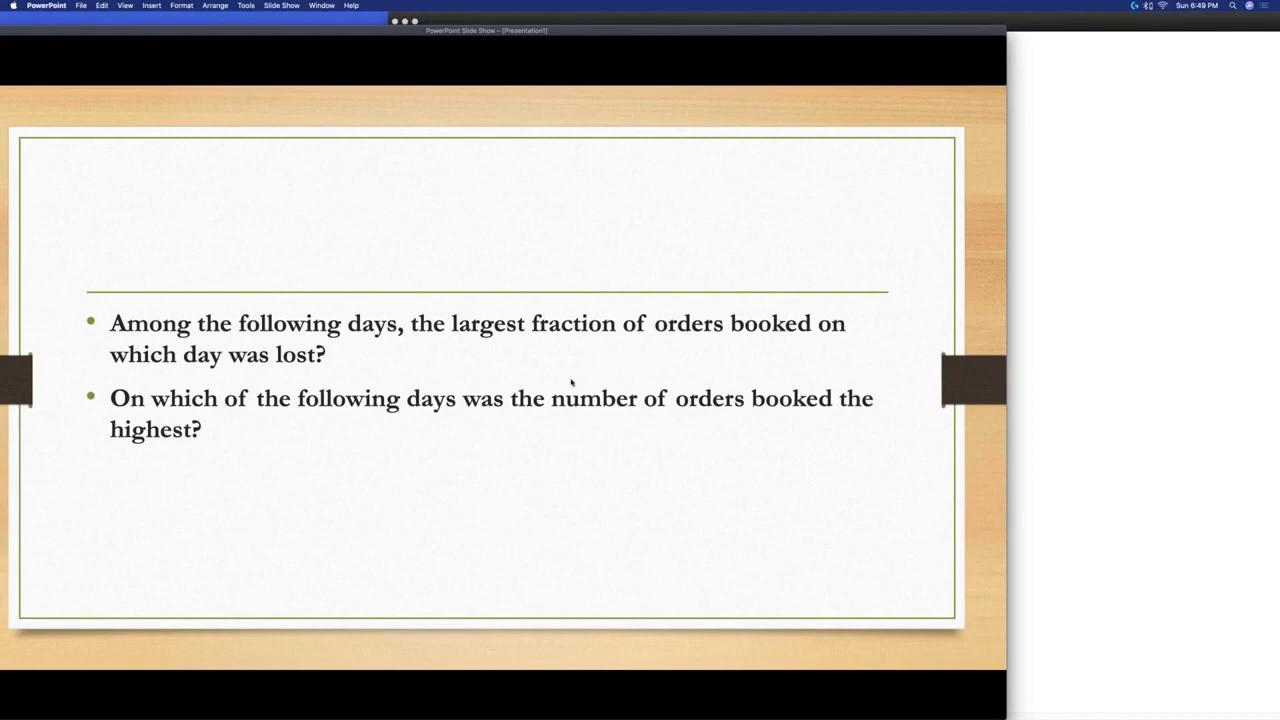 PowerPoint File Edit View Insert Format Arrange Tools Slide Show Window Help Sun 6:49 PM
PowerPoint Slide Show – [Presentation1]
• Among the following days, the largest fraction of orders booked on
which day was lost?
• On which of the following days was the number of orders booked the
highest?